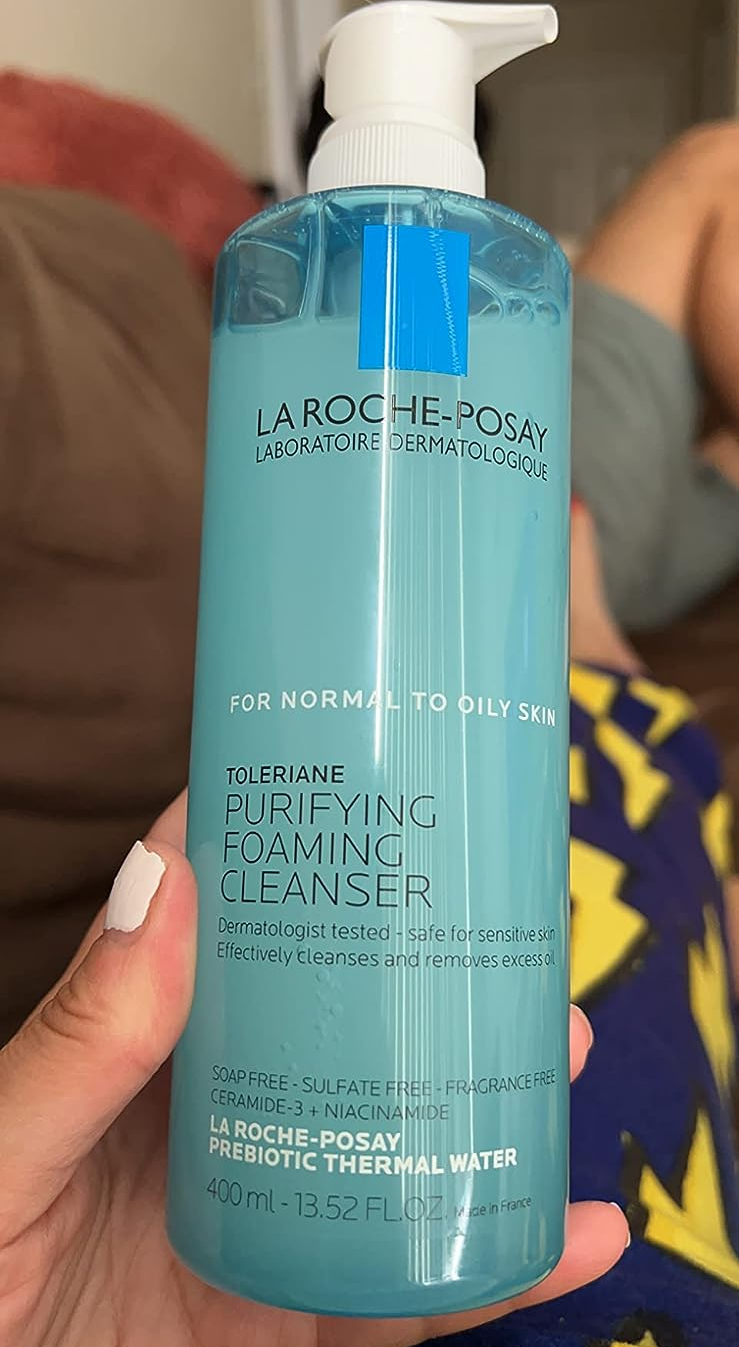 LA ROCHE-POSAY
LABORATOIRE DERMATOLOGIQUE
FOR NORMAL TO OILY SKIN
TOLERIANE
PURIFYING
FOAMING
CLEANSER
Dermatologist tested - safe for sensitive skin
Effectively cleanses and removes excess oil
SOAP FREE - SULFATE FREE - FRAGRANCE FREE
CERAMIDE-3 + NIACINAMIDE
LA ROCHE-POSAY
PREBIOTIC THERMAL WATER
400 ml - 13.52 FL.OZ. Made in France